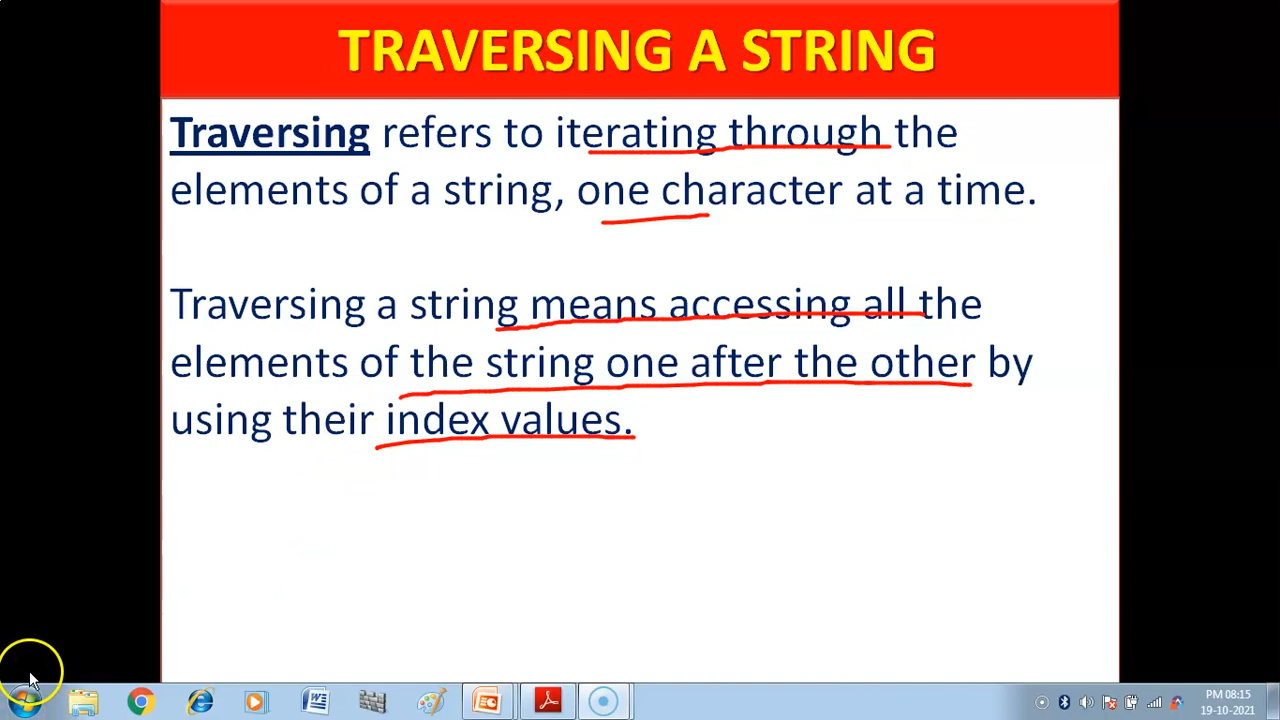 TRAVERSING A STRING
Traversing refers to iterating through the
elements of a string, one character at a time.
Traversing a string means accessing all the
elements of the string one after the other by
using their index values.
PM 08:15
19-10-2021